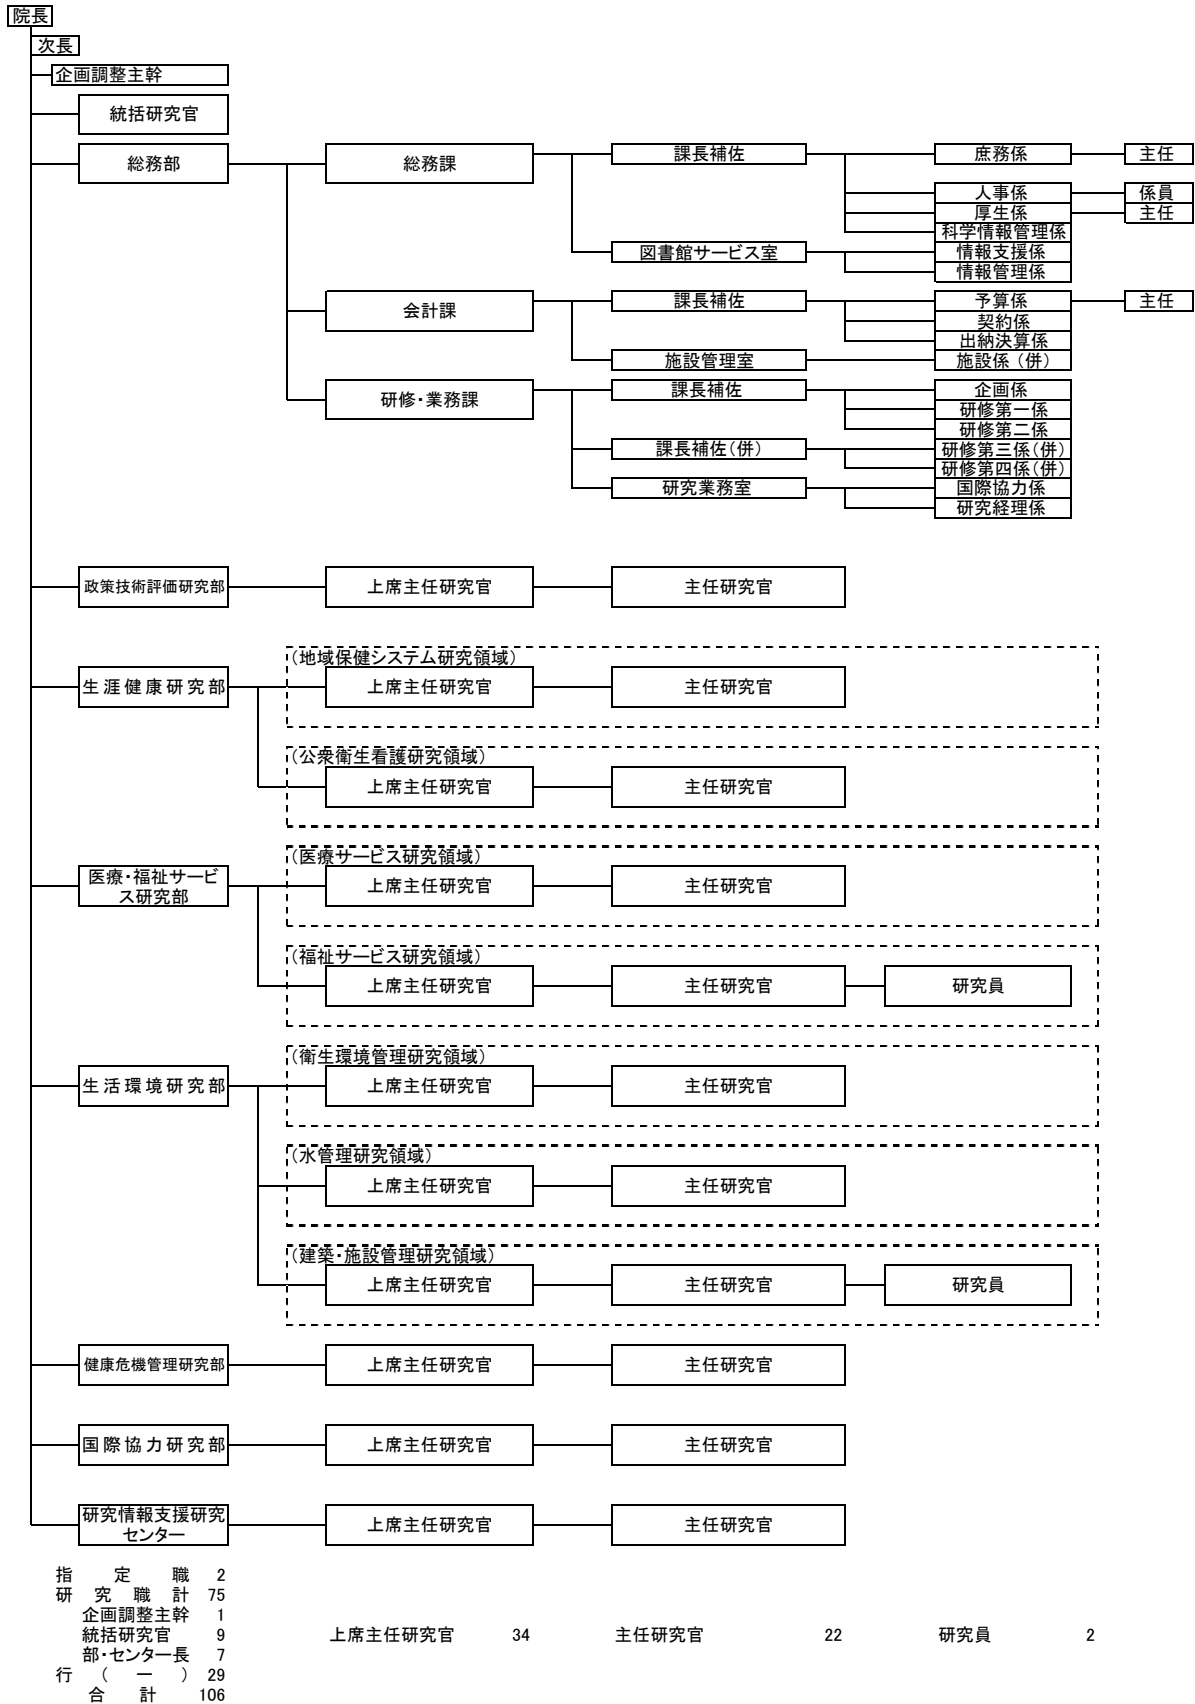 院長
次長
企画調整主幹
統括研究官
総務部 総務課 課長補佐 庶務係 主任
人事係 係員
厚生係 主任
科学情報管理係
図書館サービス室 情報支援係
情報管理係
会計課 課長補佐 予算係 主任
契約係
出納決算係
施設管理室 施設係(併)
研修・業務課 課長補佐 企画係
研修第一係
研修第二係
課長補佐(併) 研修第三係(併)
研修第四係(併)
研究業務室 国際協力係
研究経理係
政策技術評価研究部 上席主任研究官 主任研究官
(地域保健システム研究領域)
生涯健康研究部 上席主任研究官 主任研究官
(公衆衛生看護研究領域)
上席主任研究官 主任研究官
(医療サービス研究領域)
医療・福祉サービ
ス研究部 上席主任研究官 主任研究官
(福祉サービス研究領域)
上席主任研究官 主任研究官 研究員
(衛生環境管理研究領域)
生活環境研究部 上席主任研究官 主任研究官
(水管理研究領域)
上席主任研究官 主任研究官
(建築・施設管理研究領域)
上席主任研究官 主任研究官 研究員
健康危機管理研究部 上席主任研究官 主任研究官
国際協力研究部 上席主任研究官 主任研究官
研究情報支援研究
センター 上席主任研究官 主任研究官
指定職 2
研究職計 75
企画調整主幹 1
統括研究官 9 上席主任研究官 34 主任研究官 22 研究員 2
部・センター長 7
行(一) 29
合計 106